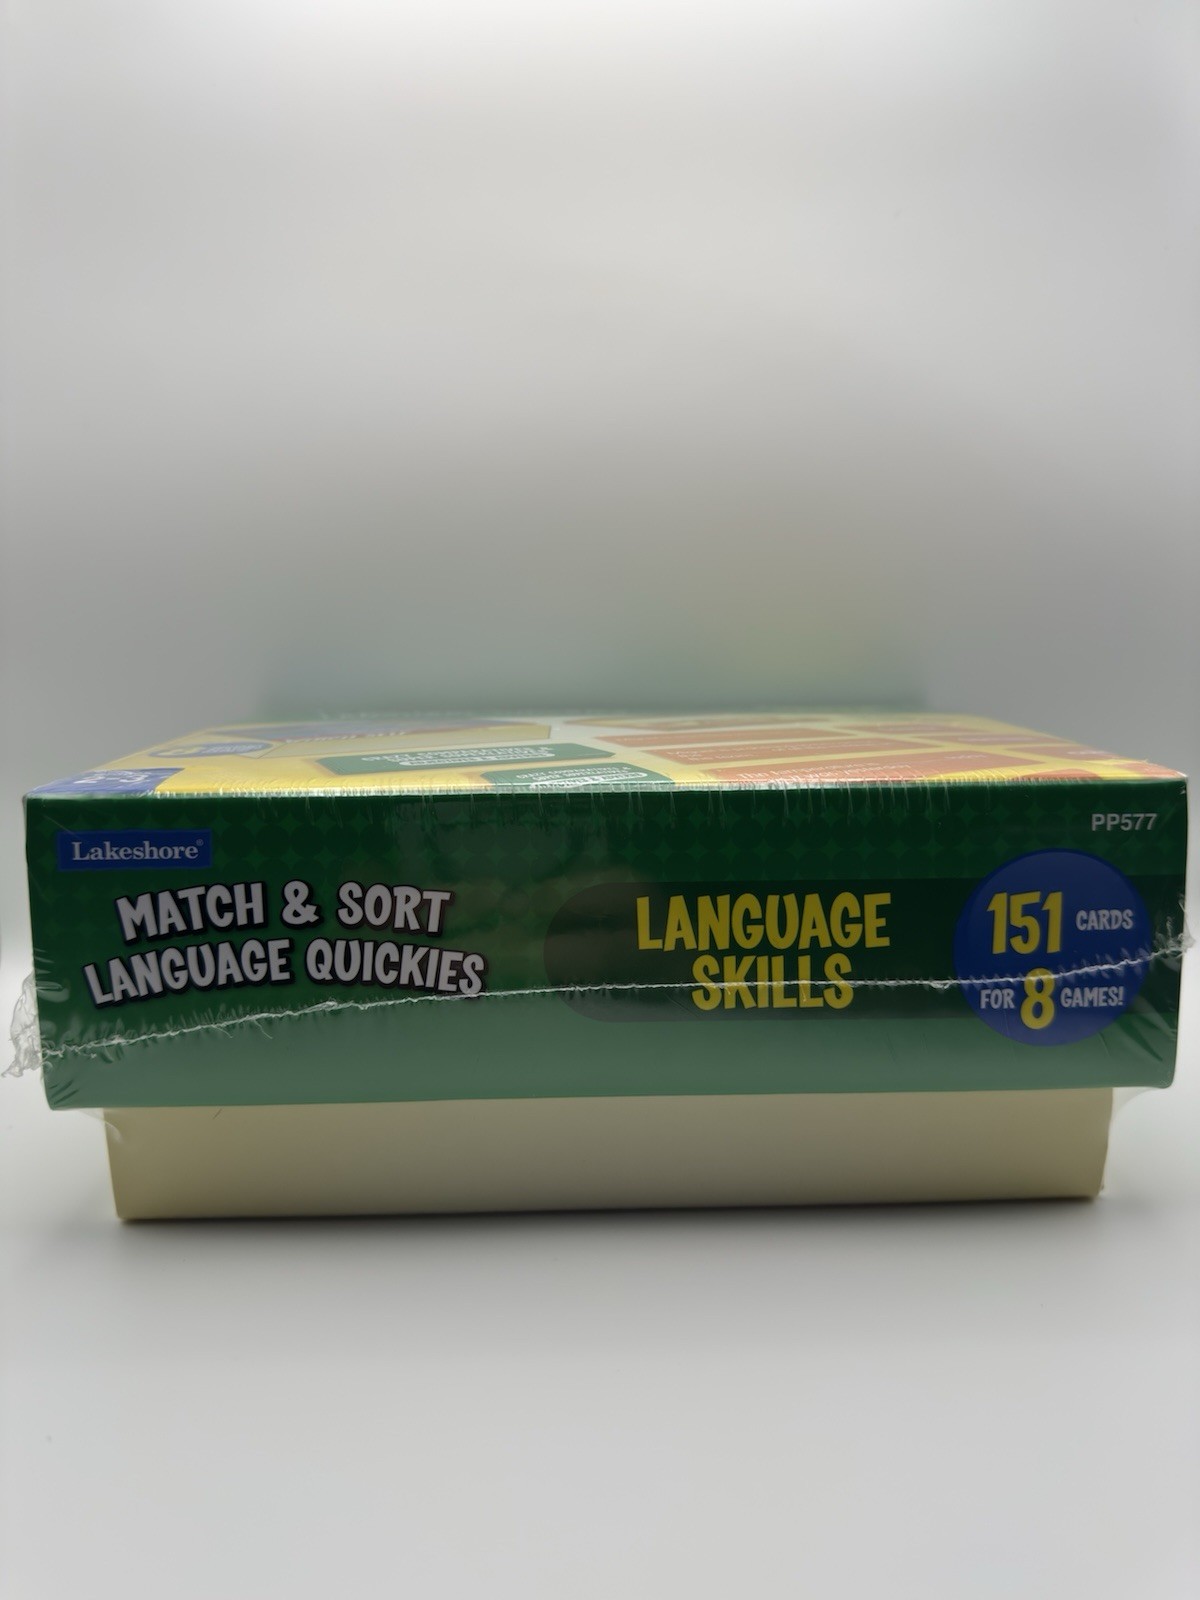 Lakeshore®
PP577
MATCH & SORT
LANGUAGE QUICKIES
LANGUAGE
SKILLS
151 CARDS
FOR 8 GAMES!